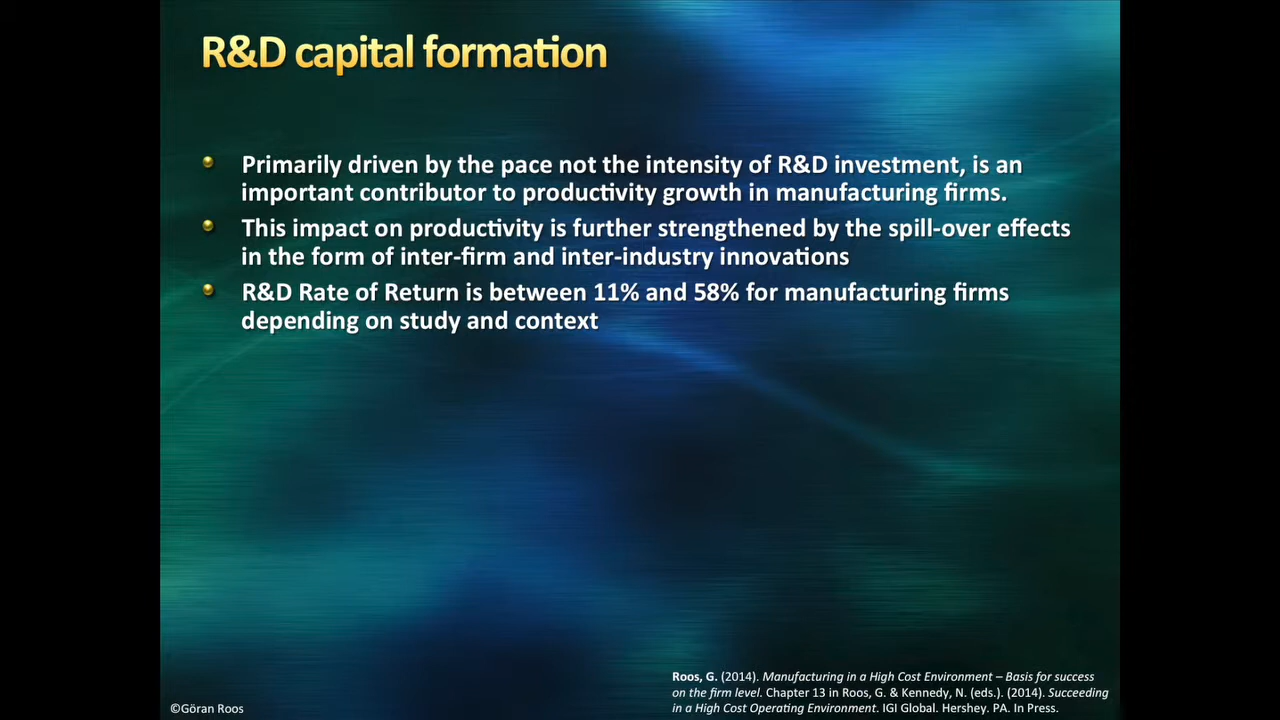 R&D capital formation
Primarily driven by the pace not the intensity of R&D investment, is an
important contributor to productivity growth in manufacturing firms.
This impact on productivity is further strengthened by the spill-over effects
in the form of inter-firm and inter-industry innovations
R&D Rate of Return is between 11% and 58% for manufacturing firms
depending on study and context
Roos, G. (2014). Manufacturing in a High Cost Environment – Basis for success
on the firm level. Chapter 13 in Roos, G. & Kennedy, N. (eds.). (2014). Succeeding
in a High Cost Operating Environment. IGI Global. Hershey. PA. In Press.
©Göran Roos